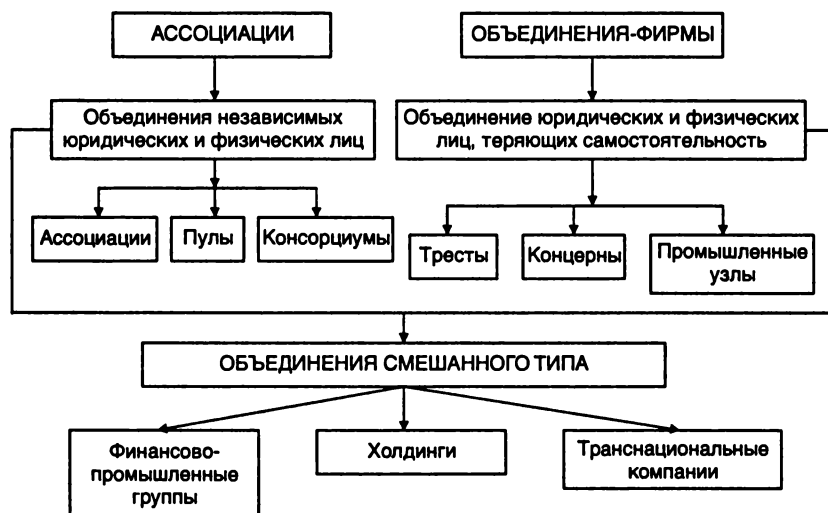 АССОЦИАЦИИ
ОБЪЕДИНЕНИЯ-ФИРМЫ
Объединения независимых
юридических и физических лиц
Объединение юридических и физических
лиц, теряющих самостоятельность
Ассоциации
Пулы
Консорциумы
Тресты
Концерны
Промышленные
узлы
ОБЪЕДИНЕНИЯ СМЕШАННОГО ТИПА
Финансово-
промышленные
группы
Холдинги
Транснациональные
компании